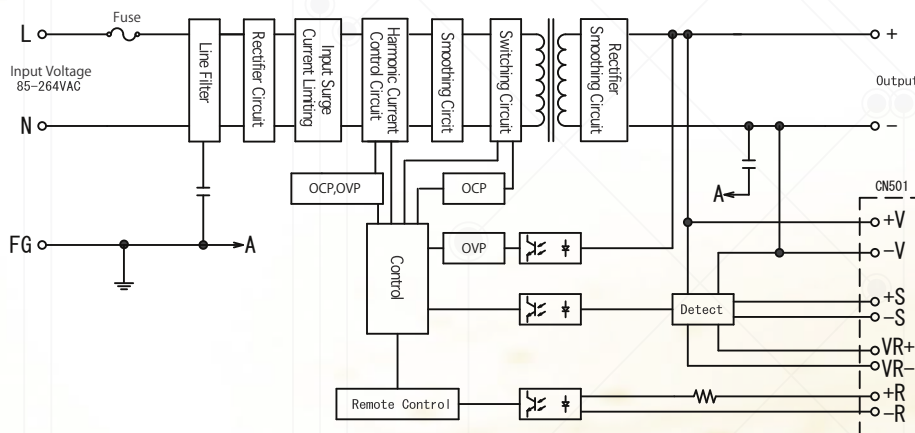 Fuse
L
+
Input Voltage
85-264VAC
Line Filter
Rectifier Circuit
Input Surge
Current Limiting
Harmonic Current
Control Circuit
Smoothing Circit
Switching Circuit
Rectifier
Smoothing Circuit
Output
N
-
OCP,OVP
OCP
A
CN501
+V
FG
A
Control
OVP
-V
Detect
+S
-S
VR+
VR-
Remote Control
+R
-R